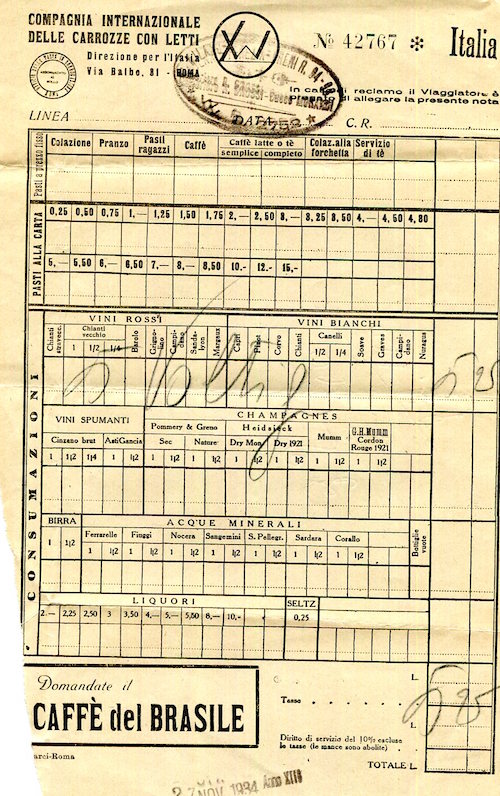 COMPAGNIA INTERNAZIONALE
DELLE CARROZZE CON LETTI
Direzione per l'Italia
Via Balbo, 81 - ROMA
№ 42767 * Italia
In caso di reclamo il Viaggiatore è
di allegare la presente nota
LINEA
DATA
C. R.
Pasti a prezzo fisso
Colazione Pranzo Pasti ragazzi Caffè Caffè latte o tè Colaz. alla forchetta Servizio di tè
semplice completo
PASTI ALLA CARTA
0,25 0,50 0,75 1,— 1,25 1,50 1,75 2,— 2,50 3,— 3,25 3,50 4,— 4,50 4,80
5,— 5,50 6,— 6,50 7,— 8,— 8,50 10.- 12.- 15,-
CONSUMAZIONI
VINI ROSSI VINI BIANCHI
Chianti stravecc. Chianti vecchio Barolo Grignolino Campidano Sandalyon Margaux Capri Corvo Chianti Canelli Soave Graves Campidano Nuragus
1 1/2 1/4 1/2 1/4
5 25
VINI SPUMANTI CHAMPAGNES
Cinzano brut Asti Gancia Pommery & Greno Heidsieck Mumm G.H. Mumm Cordon Rouge 1921
Sec Nature Dry Mon Dry 1921
1 1|2 1|4 1 1|2 1 1|2 1 1|2 1 1|2 1 1|2 1 1|2 1 1|2
BIRRA ACQUE MINERALI Bottiglie vuote
Ferrarelle Fiuggi Nocera Sangemini S. Pellegr. Sardara Corallo
1 1|2 1 1|2 1 1|2 1 1|2 1 1|2 1 1|2 1 1|2 1 1|2
LIQUORI SELTZ
2.— 2,25 2,50 3 3,50 4,— 5,— 5,50 8,— 10,- 0,25
Domandate il
CAFFÈ del BRASILE
L.
Tasse
5 25
L.
Diritto di servizio del 10% escluse
le tasse (le mance sono abolite)
TOTALE L.
arci-Roma
27 NOV. 1934 Anno XIII